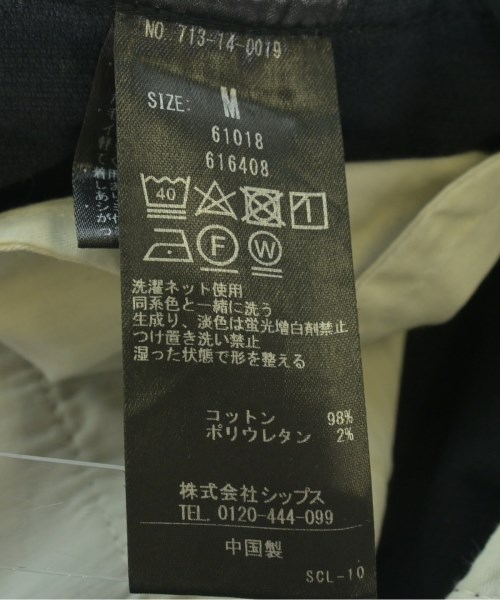 NO. 713-14-0019
SIZE: M
61018
616408
40
F W
洗濯ネット使用
同系色と一緒に洗う
生成り、淡色は蛍光増白剤禁止
つけ置き洗い禁止
湿った状態で形を整える
コットン 98%
ポリウレタン 2%
株式会社シップス
TEL. 0120-444-099
中国製
SCL-10